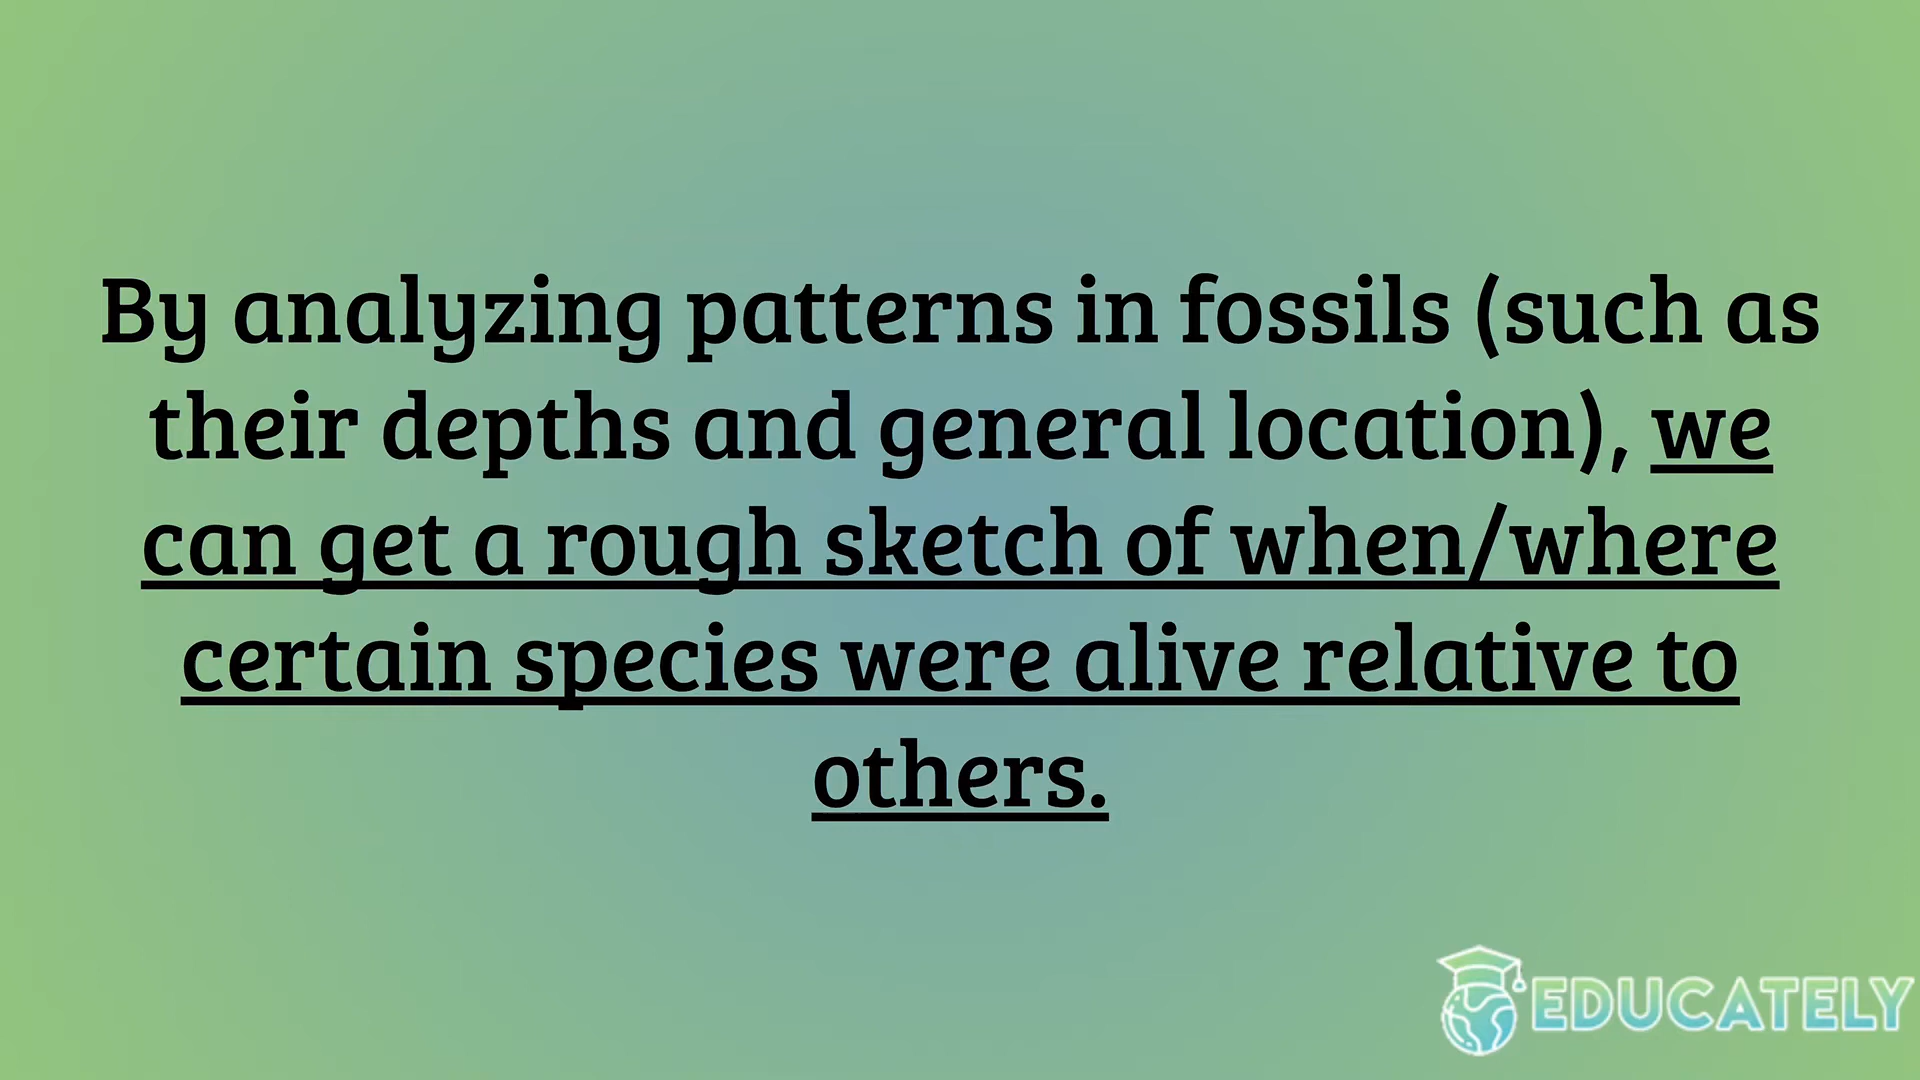 By analyzing patterns in fossils (such as
their depths and general location), we
can get a rough sketch of when/where
certain species were alive relative to
others.
EDUCATELY